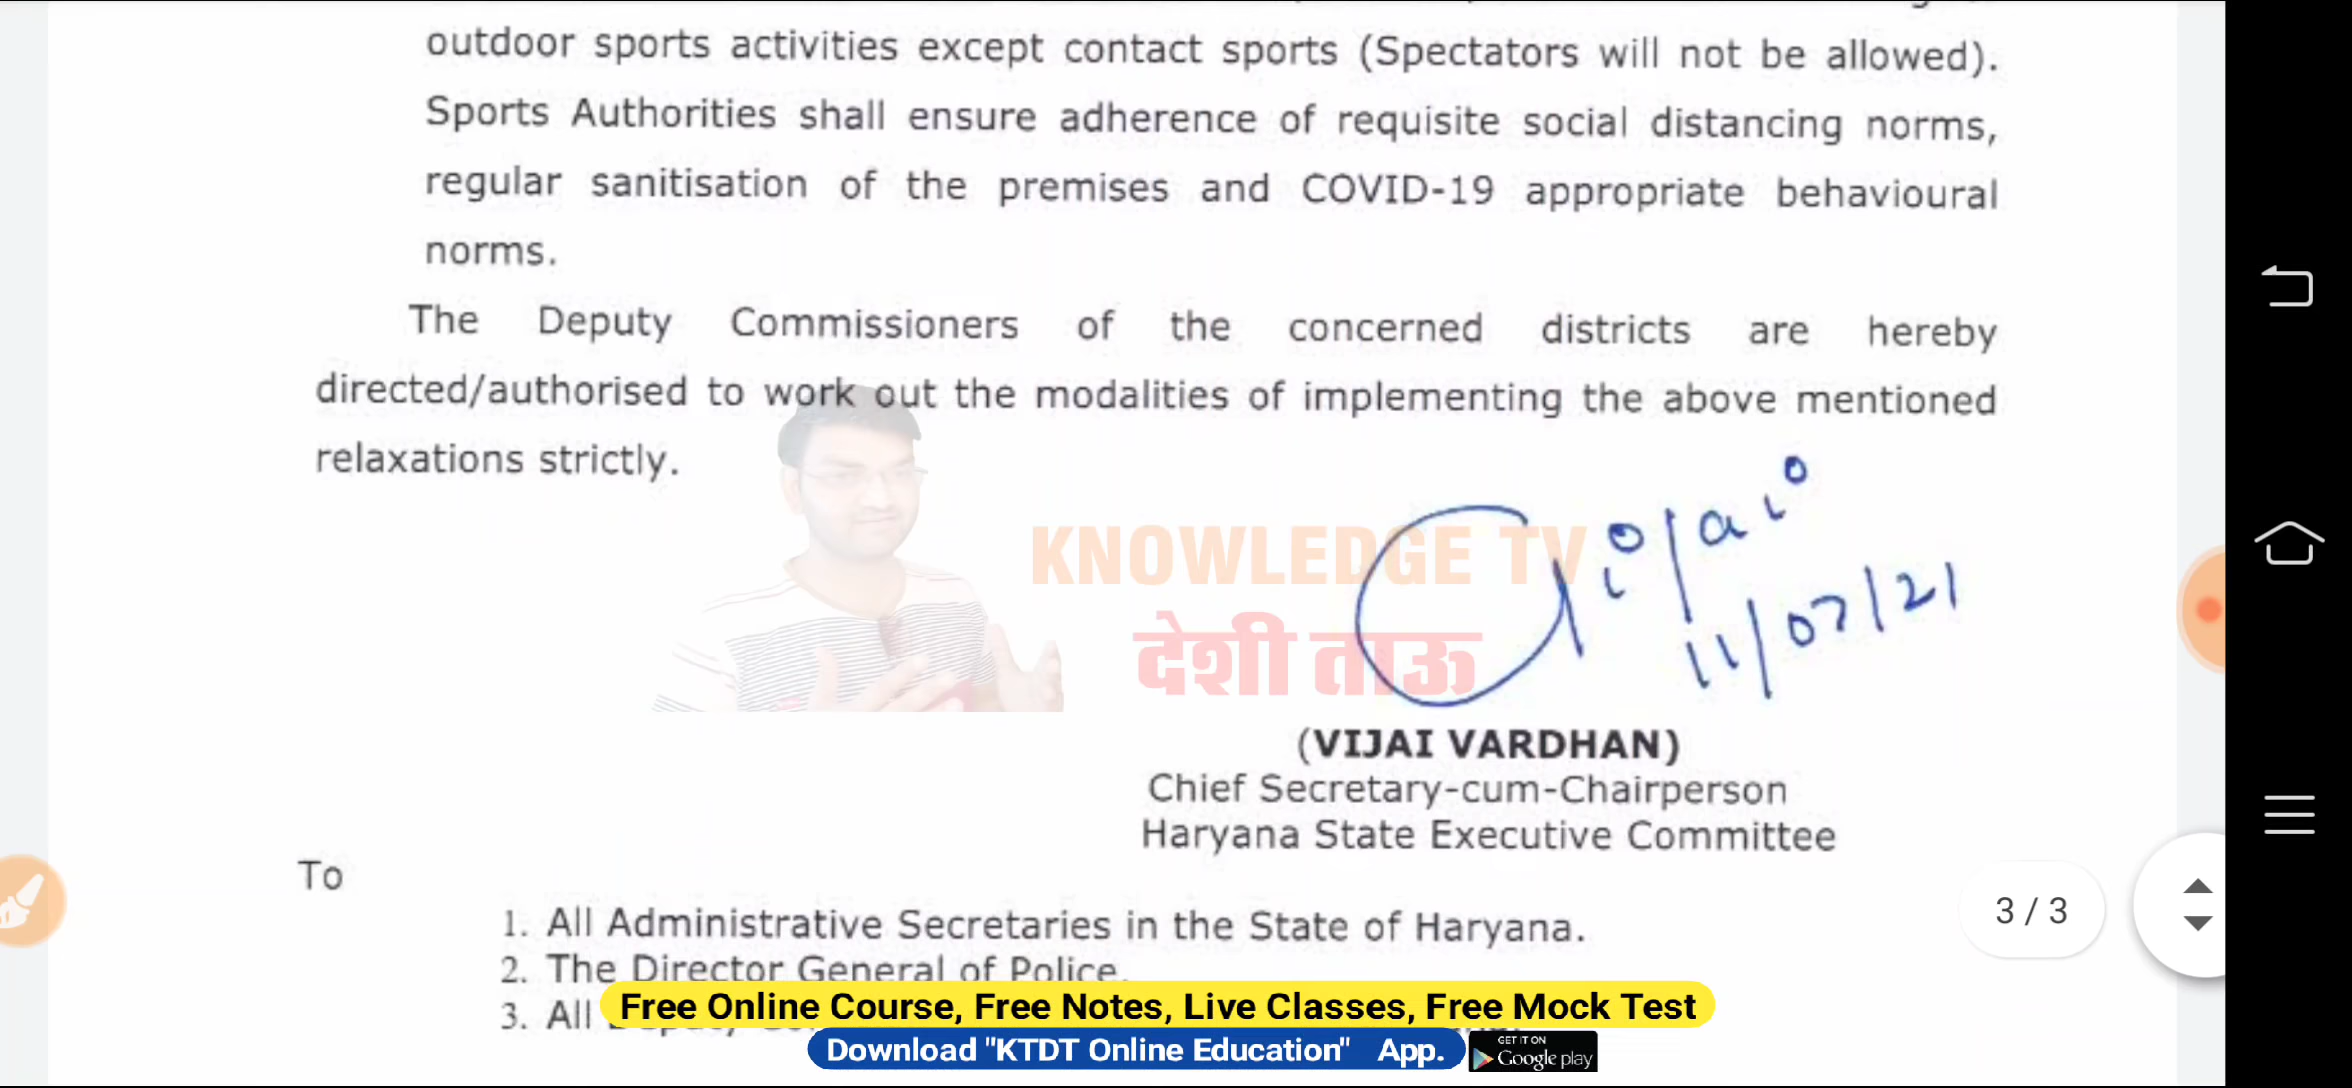 outdoor sports activities except contact sports (Spectators will not be allowed).
Sports Authorities shall ensure adherence of requisite social distancing norms,
regular sanitisation of the premises and COVID-19 appropriate behavioural
norms.
The Deputy Commissioners of the concerned districts are hereby
directed/authorised to work out the modalities of implementing the above mentioned
relaxations strictly.
KNOWLEDGE TV
देशी ताऊ
11/07/21
(VIJAI VARDHAN)
Chief Secretary-cum-Chairperson
Haryana State Executive Committee
To
1. All Administrative Secretaries in the State of Haryana.
2. The Director General of Police.
3. All
3 / 3
Free Online Course, Free Notes, Live Classes, Free Mock Test
Download "KTDT Online Education" App.
GET IT ON
Google play